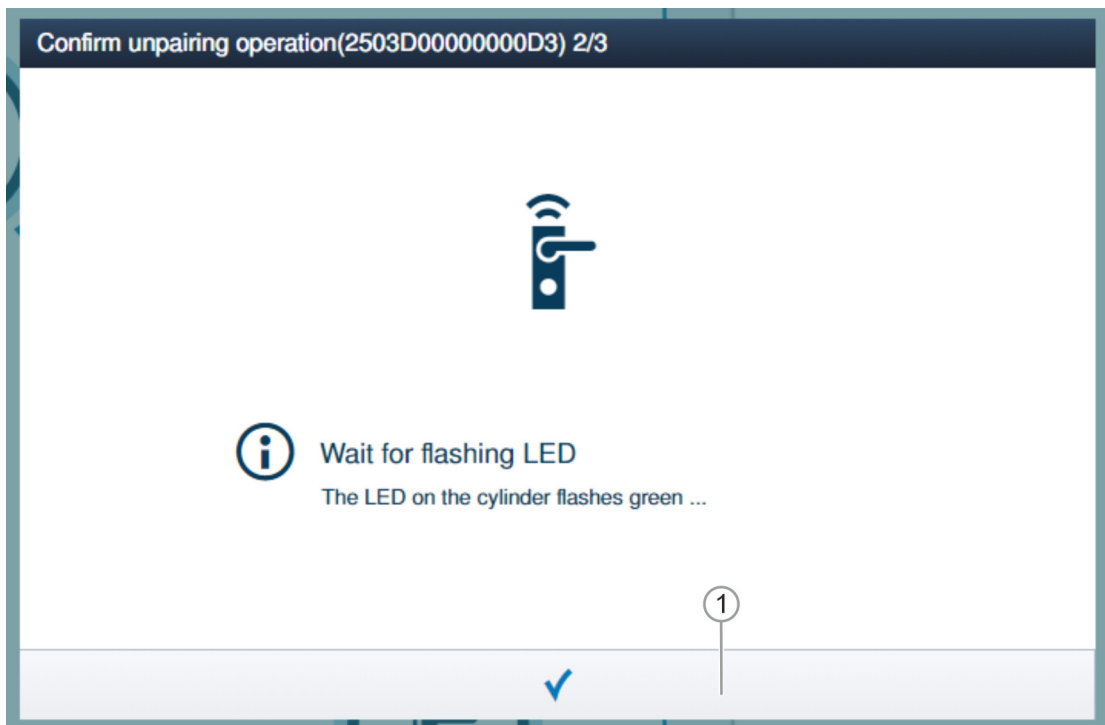 Confirm unpairing operation(2503D00000000D3) 2/3
Wait for flashing LED
The LED on the cylinder flashes green ...
1